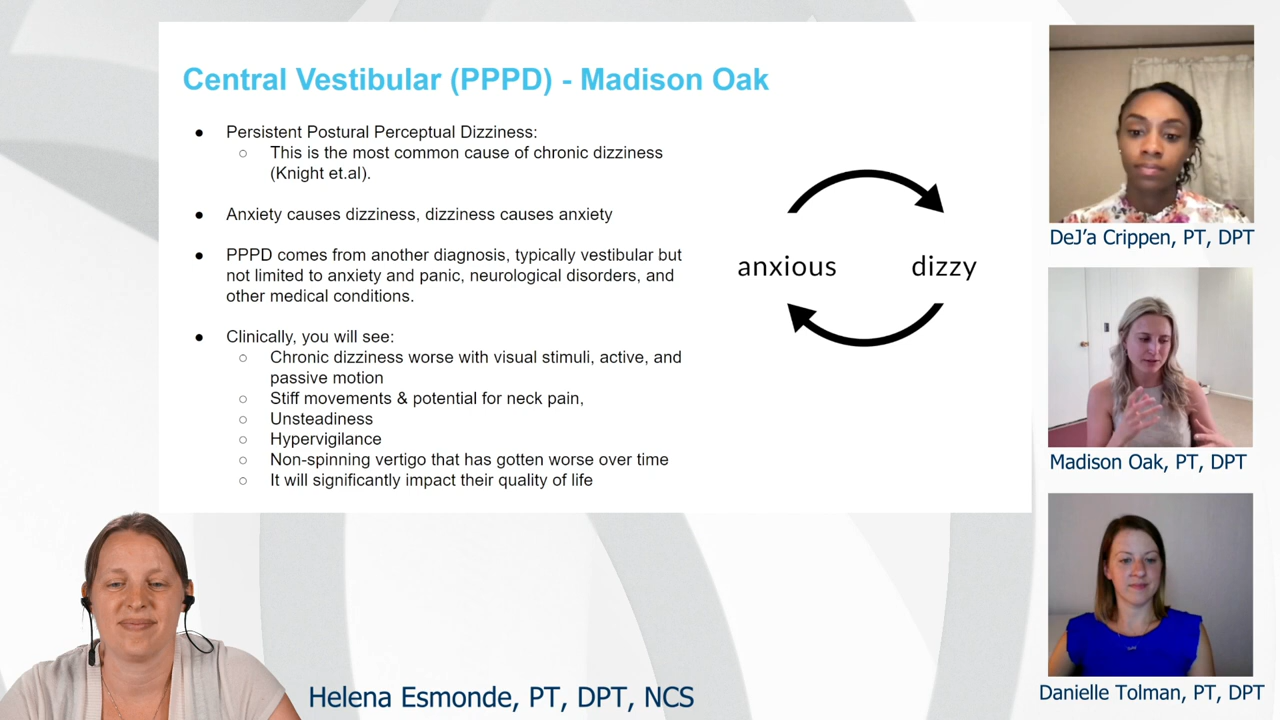 Central Vestibular (PPPD) - Madison Oak
● Persistent Postural Perceptual Dizziness:
○ This is the most common cause of chronic dizziness
(Knight et.al).
● Anxiety causes dizziness, dizziness causes anxiety
● PPPD comes from another diagnosis, typically vestibular but
not limited to anxiety and panic, neurological disorders, and
other medical conditions.
● Clinically, you will see:
○ Chronic dizziness worse with visual stimuli, active, and
passive motion
○ Stiff movements & potential for neck pain,
○ Unsteadiness
○ Hypervigilance
○ Non-spinning vertigo that has gotten worse over time
○ It will significantly impact their quality of life
anxious
dizzy
DeJ’a Crippen, PT, DPT
Madison Oak, PT, DPT
Danielle Tolman, PT, DPT
Helena Esmonde, PT, DPT, NCS